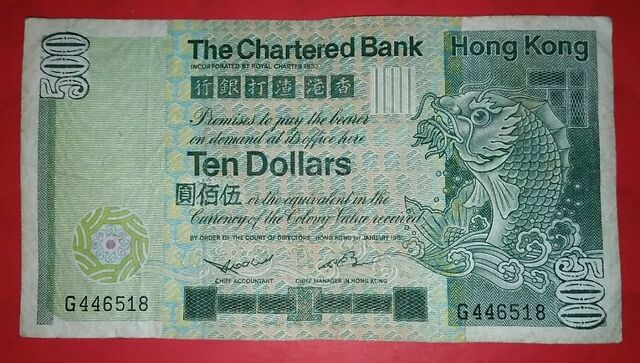 500
The Chartered Bank
INCORPORATED BY ROYAL CHARTER 1853
香港渣打銀行
Promises to pay the bearer
on demand at its office here
Ten Dollars
伍佰圓
or the equivalent in the
Currency of the Colony Value received
BY ORDER OF THE COURT OF DIRECTORS
HONG KONG 1st JANUARY 1980
CHIEF ACCOUNTANT
CHIEF MANAGER IN HONG KONG
G446518
Hong Kong
500
G446518